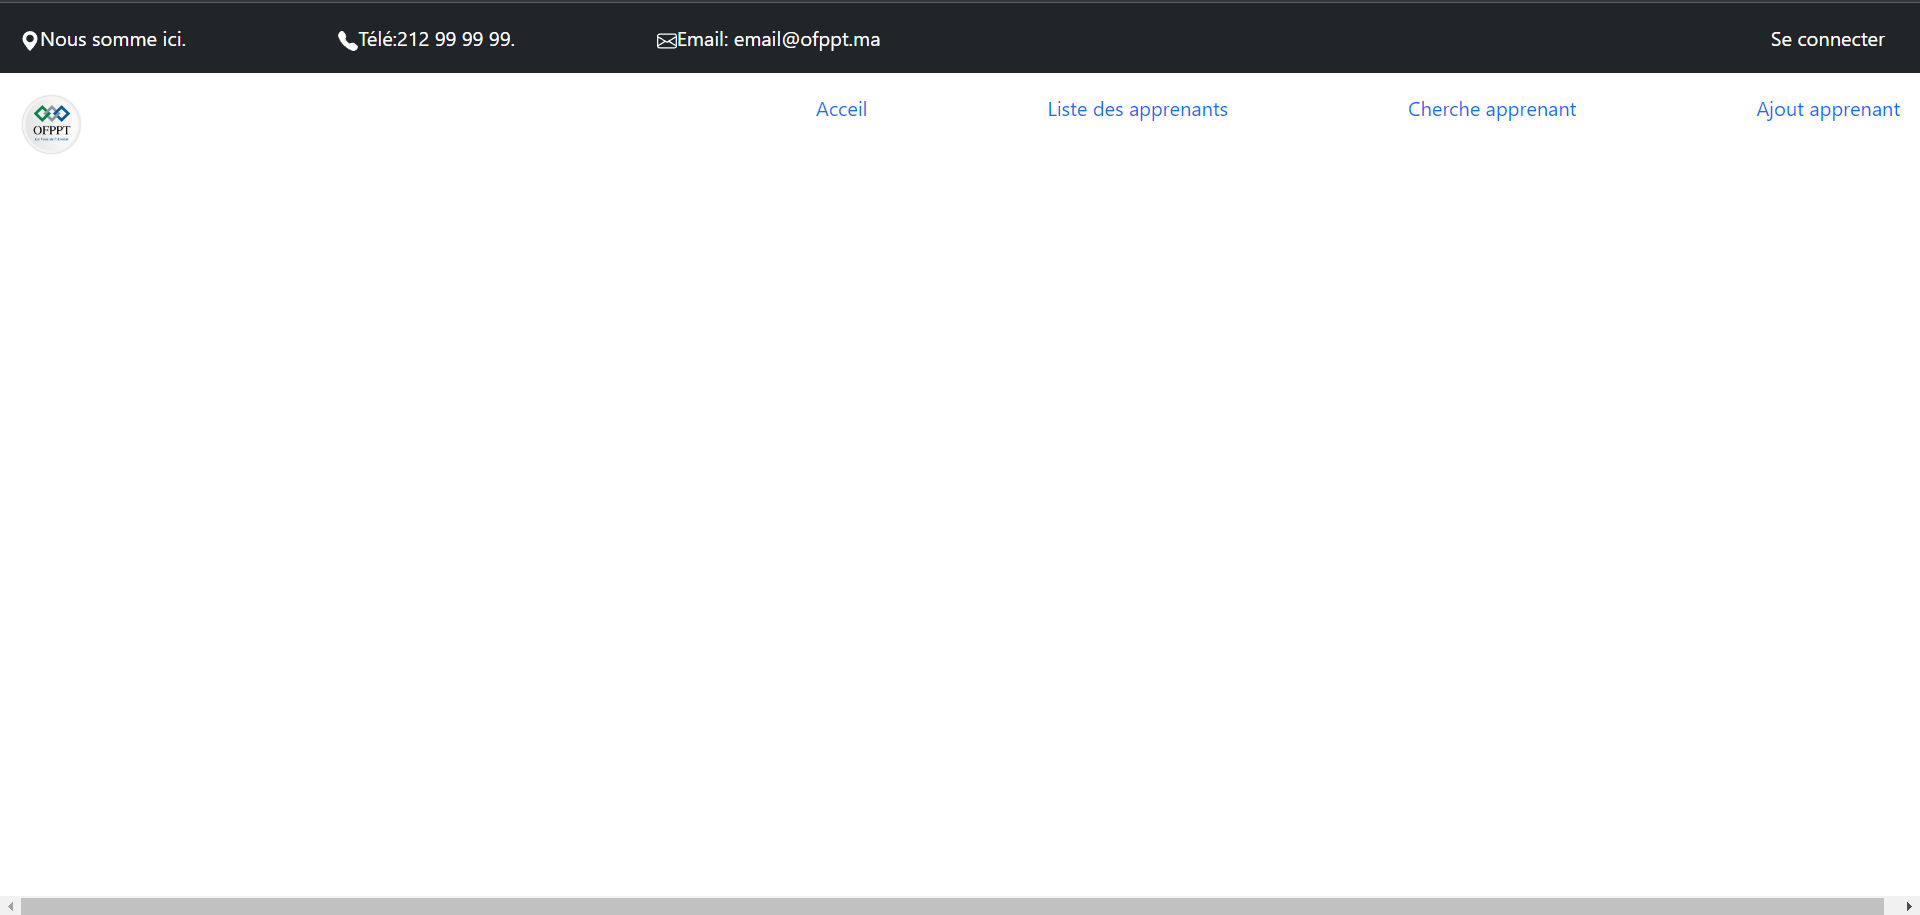 Nous somme ici. Télé:212 99 99 99. Email: email@ofppt.ma Se connecter
OFPPT Acceil Liste des apprenants Cherche apprenant Ajout apprenant